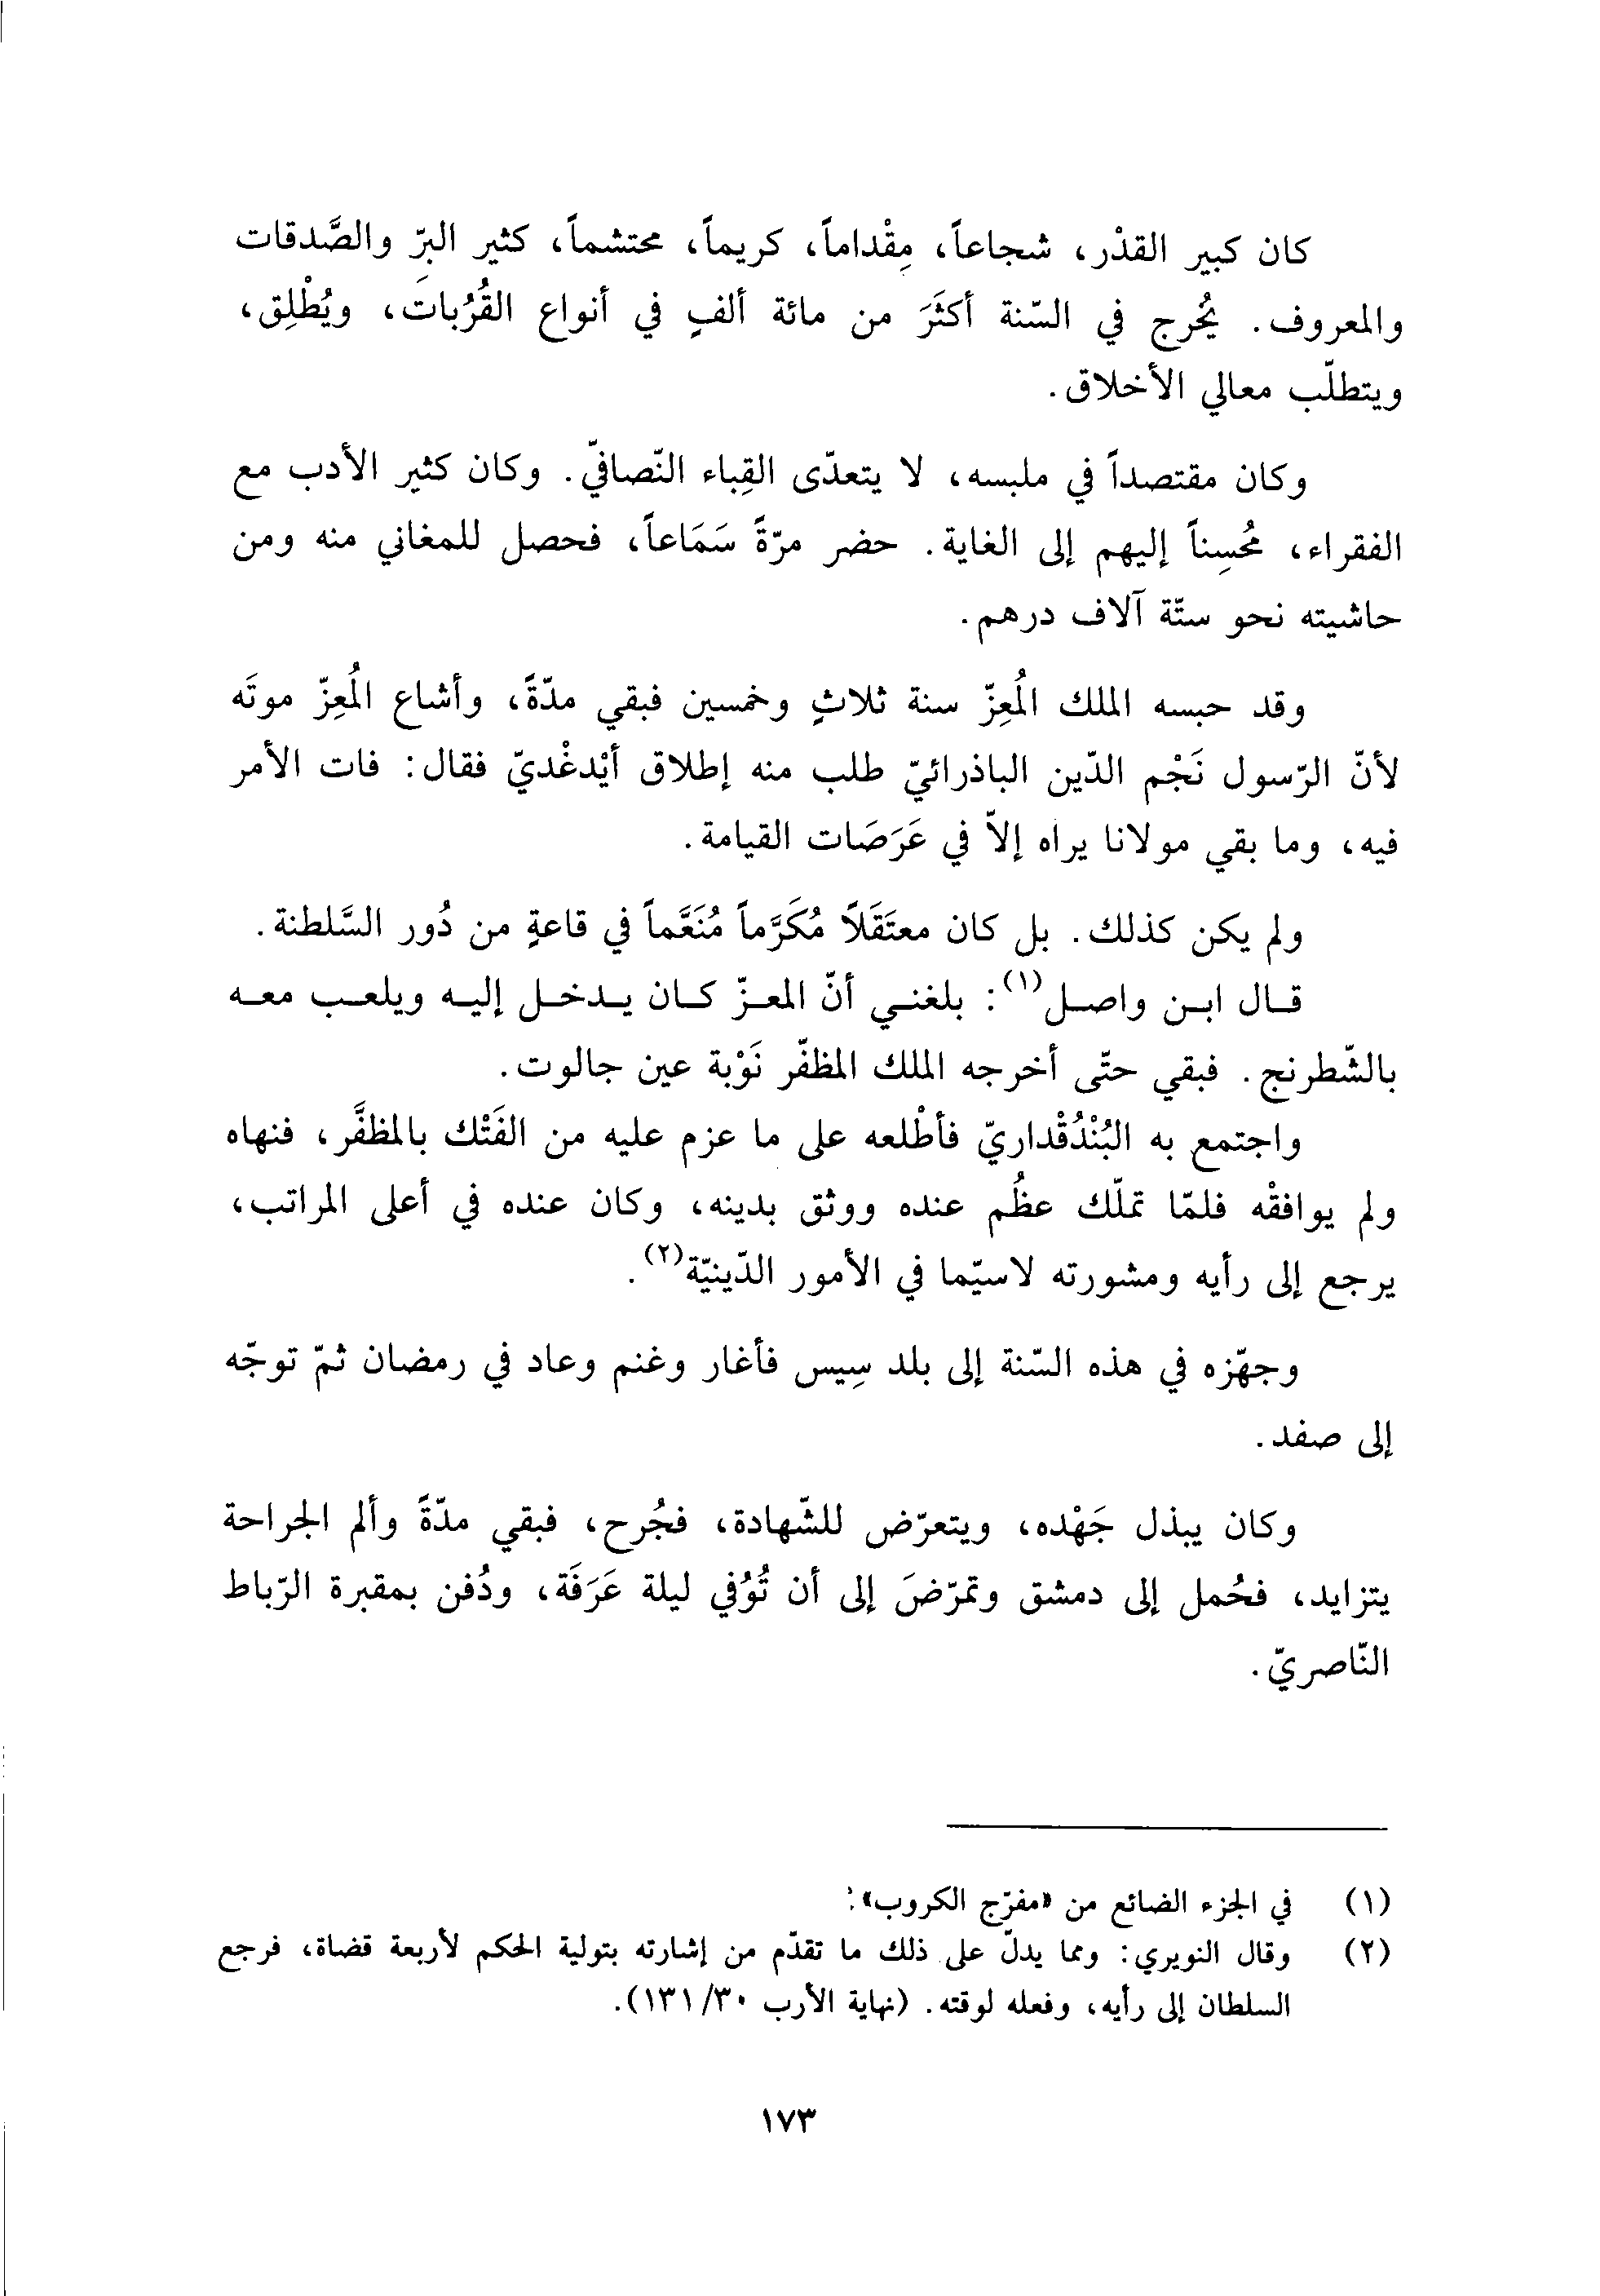 كان كبير القدْر، شجاعاً، مِقْداماً، كريماً، محتشماً، كثير البِرّ والصَّدقات
والمعروف. يُخرج في السّنة أكثَرَ من مائة ألفٍ في أنواع القُرُبات، ويُطْلِق،
ويتطلّب معالي الأخلاق.
وكان مقتصداً في ملبسه، لا يتعدّى القِباء النّصافيّ. وكان كثير الأدب مع
الفقراء، مُحسِناً إليهم إلى الغاية. حضر مرّةً سَمَاعاً، فحصل للمغاني منه ومن
حاشيته نحو ستّة آلاف درهم.
وقد حبسه الملك المُعِزّ سنة ثلاثٍ وخمسين فبقي مدّةً، وأشاع المُعِزّ موتَه
لأنّ الرّسول نَجْم الدّين الباذرائيّ طلب منه إطلاق أيْدغْديّ فقال: فات الأمر
فيه، وما بقي مولانا يراه إلاّ في عَرَصَات القيامة.
ولم يكن كذلك. بل كان معتَقَلاً مُكَرَّماً مُنَعَّماً في قاعةٍ من دُور السَّلطنة.
قال ابن واصل(١): بلغني أنّ المعزّ كان يدخل إليه ويلعب معه
بالشّطرنج. فبقي حتّى أخرجه الملك المظفّر نَوْبة عين جالوت.
واجتمع به البُنْدُقْداريّ فأطْلعه على ما عزم عليه من الفَتْك بالمظفَّر، فنهاه
ولم يوافقْه فلمّا تملّك عظُم عنده ووثق بدينه، وكان عنده في أعلى المراتب،
يرجع إلى رأيه ومشورته لاسيّما في الأمور الدّينيّة(٢).
وجهّزه في هذه السّنة إلى بلد سِيس فأغار وغنم وعاد في رمضان ثمّ توجّه
إلى صفد.
وكان يبذل جَهْده، ويتعرّض للشّهادة، فجُرح، فبقي مدّةً وألم الجراحة
يتزايد، فحُمل إلى دمشق وتمرّضَ إلى أن تُوُفي ليلة عَرَفَة، ودُفن بمقبرة الرّباط
النّاصريّ.
(١) في الجزء الضائع من «مفرّج الكروب».
(٢) وقال النويري: ومما يدلّ على ذلك ما تقدّم من إشارته بتولية الحكم لأربعة قضاة، فرجع
السلطان إلى رأيه، وفعله لوقته. (نهاية الأرب ٣٠/١٣١).
١٧٣